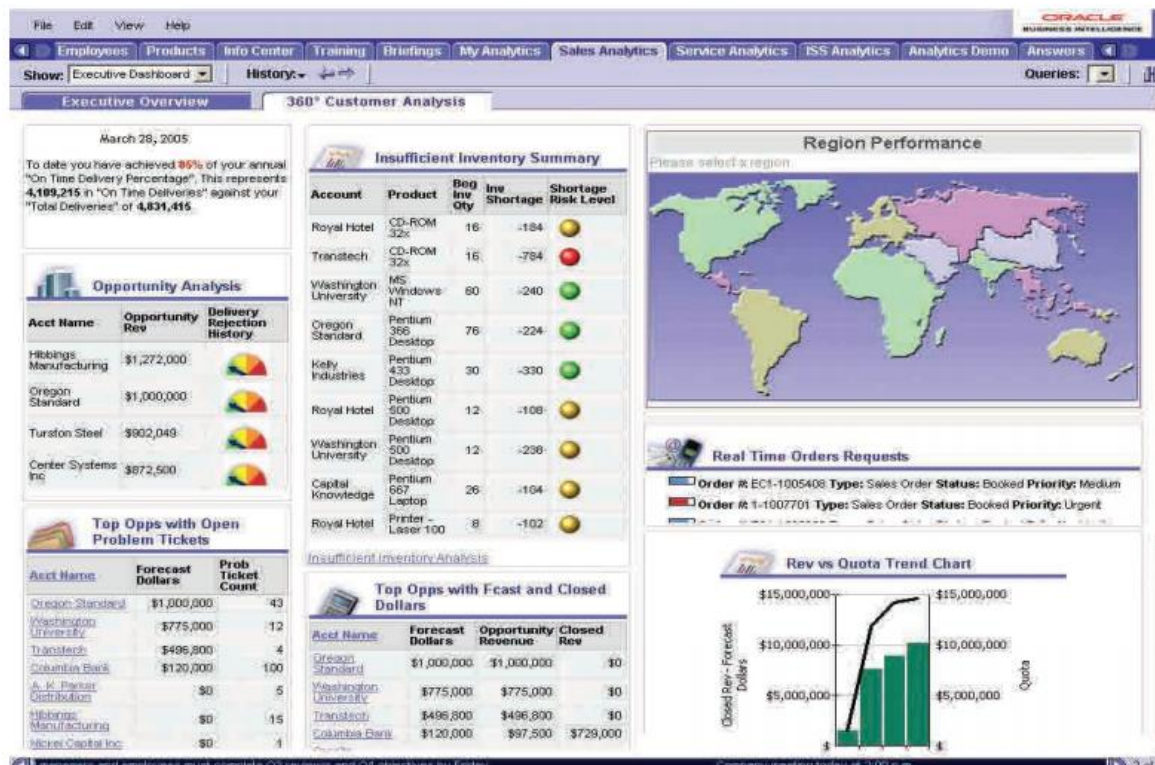 File Edit View Help
ORACLE
BUSINESS INTELLIGENCE
Employees Products Info Center Training Briefings My Analytics Sales Analytics Service Analytics ISS Analytics Analytics Demo Answers
Show: Executive Dashboard History: Queries:
Executive Overview 360° Customer Analysis
March 28, 2005
To date you have achieved 85% of your annual
"On Time Delivery Percentage". This represents
4,109,215 in "On Time Deliveries" against your
"Total Deliveries" of 4,831,415
Opportunity Analysis
Acct Name Opportunity Rev Delivery Rejection History
Hibbings Manufacturing $1,272,000
Oregon Standard $1,000,000
Turston Steel $902,049
Center Systems Inc $872,500
Top Opps with Open Problem Tickets
Acct Name Forecast Dollars Prob Ticket Count
Oregon Standard $1,000,000 43
Washington University $775,000 12
Transtech $496,800 4
Columbia Bank $120,000 100
A. K. Parker Distribution $0 5
Hibbings Manufacturing $0 15
Nickel Capital Inc $0 1
Insufficient Inventory Summary
Account Product Beg Inv Qty Inv Shortage Shortage Risk Level
Royal Hotel CD-ROM 32x 16 -184
Transtech CD-ROM 32x 16 -784
Washington University MS Windows NT 60 -240
Oregon Standard Pentium 366 Desktop 76 -224
Kelly Industries Pentium 433 Desktop 30 -330
Royal Hotel Pentium 500 Desktop 12 -108
Washington University Pentium 500 Desktop 12 -238
Capital Knowledge Pentium 667 Laptop 26 -104
Royal Hotel Printer - Laser 100 8 -102
Insufficient Inventory Analysis
Top Opps with Fcast and Closed Dollars
Acct Name Forecast Dollars Opportunity Revenue Closed Rev
Oregon Standard $1,000,000 $1,000,000 $0
Washington University $775,000 $775,000 $0
Transtech $496,800 $496,800 $0
Columbia Bank $120,000 $97,500 $729,000
Region Performance
Please select a region
Real Time Orders Requests
Order #: EC1-1005408 Type: Sales Order Status: Booked Priority: Medium
Order #: 1-1007701 Type: Sales Order Status: Booked Priority: Urgent
Rev vs Quota Trend Chart
Closed Rev - Forecast Dollars
$15,000,000
$10,000,000
$5,000,000
$
$15,000,000
$10,000,000
$5,000,000
$
Quota